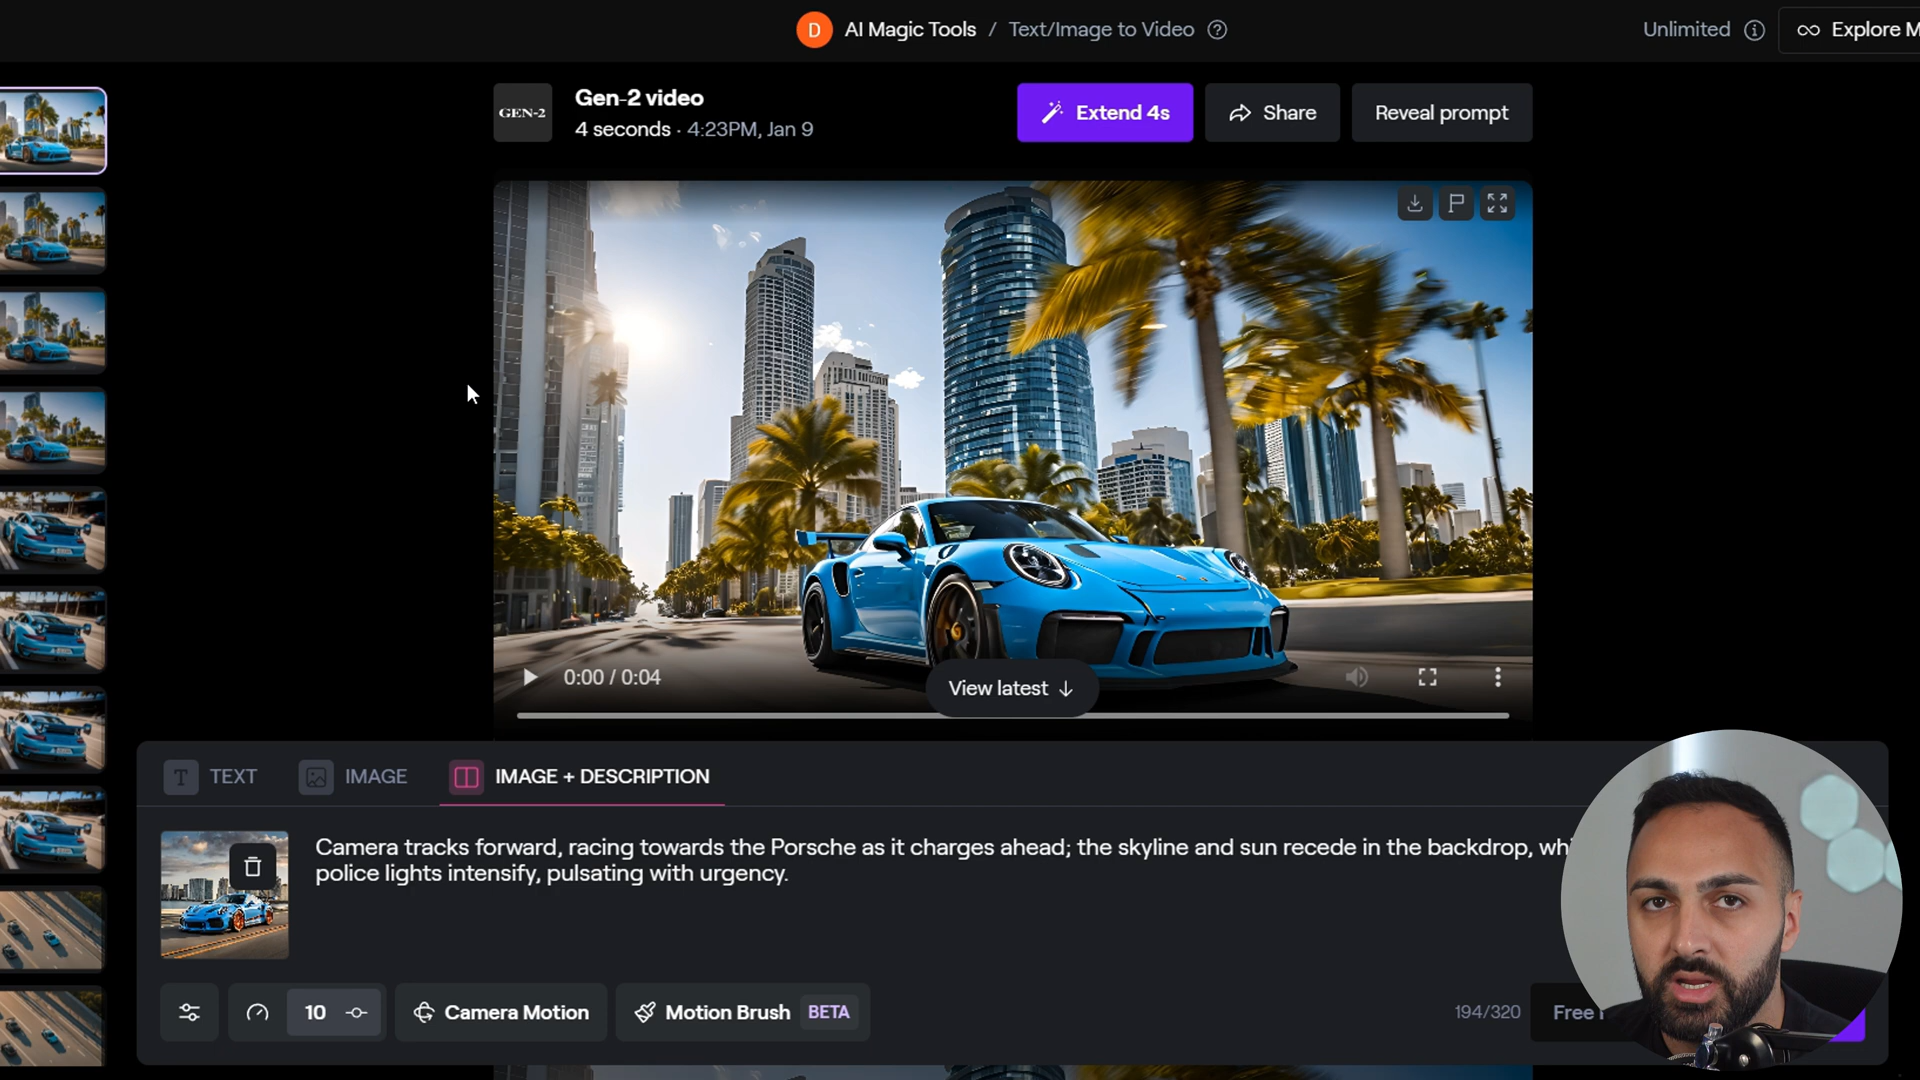 D AI Magic Tools / Text/Image to Video ?
Unlimited
Explore M
GEN-2
Gen-2 video
4 seconds · 4:23PM, Jan 9
Extend 4s
Share
Reveal prompt
0:00 / 0:04
View latest ↓
TEXT
IMAGE
IMAGE + DESCRIPTION
Camera tracks forward, racing towards the Porsche as it charges ahead; the skyline and sun recede in the backdrop,
police lights intensify, pulsating with urgency.
10
Camera Motion
Motion Brush BETA
194/320
Free